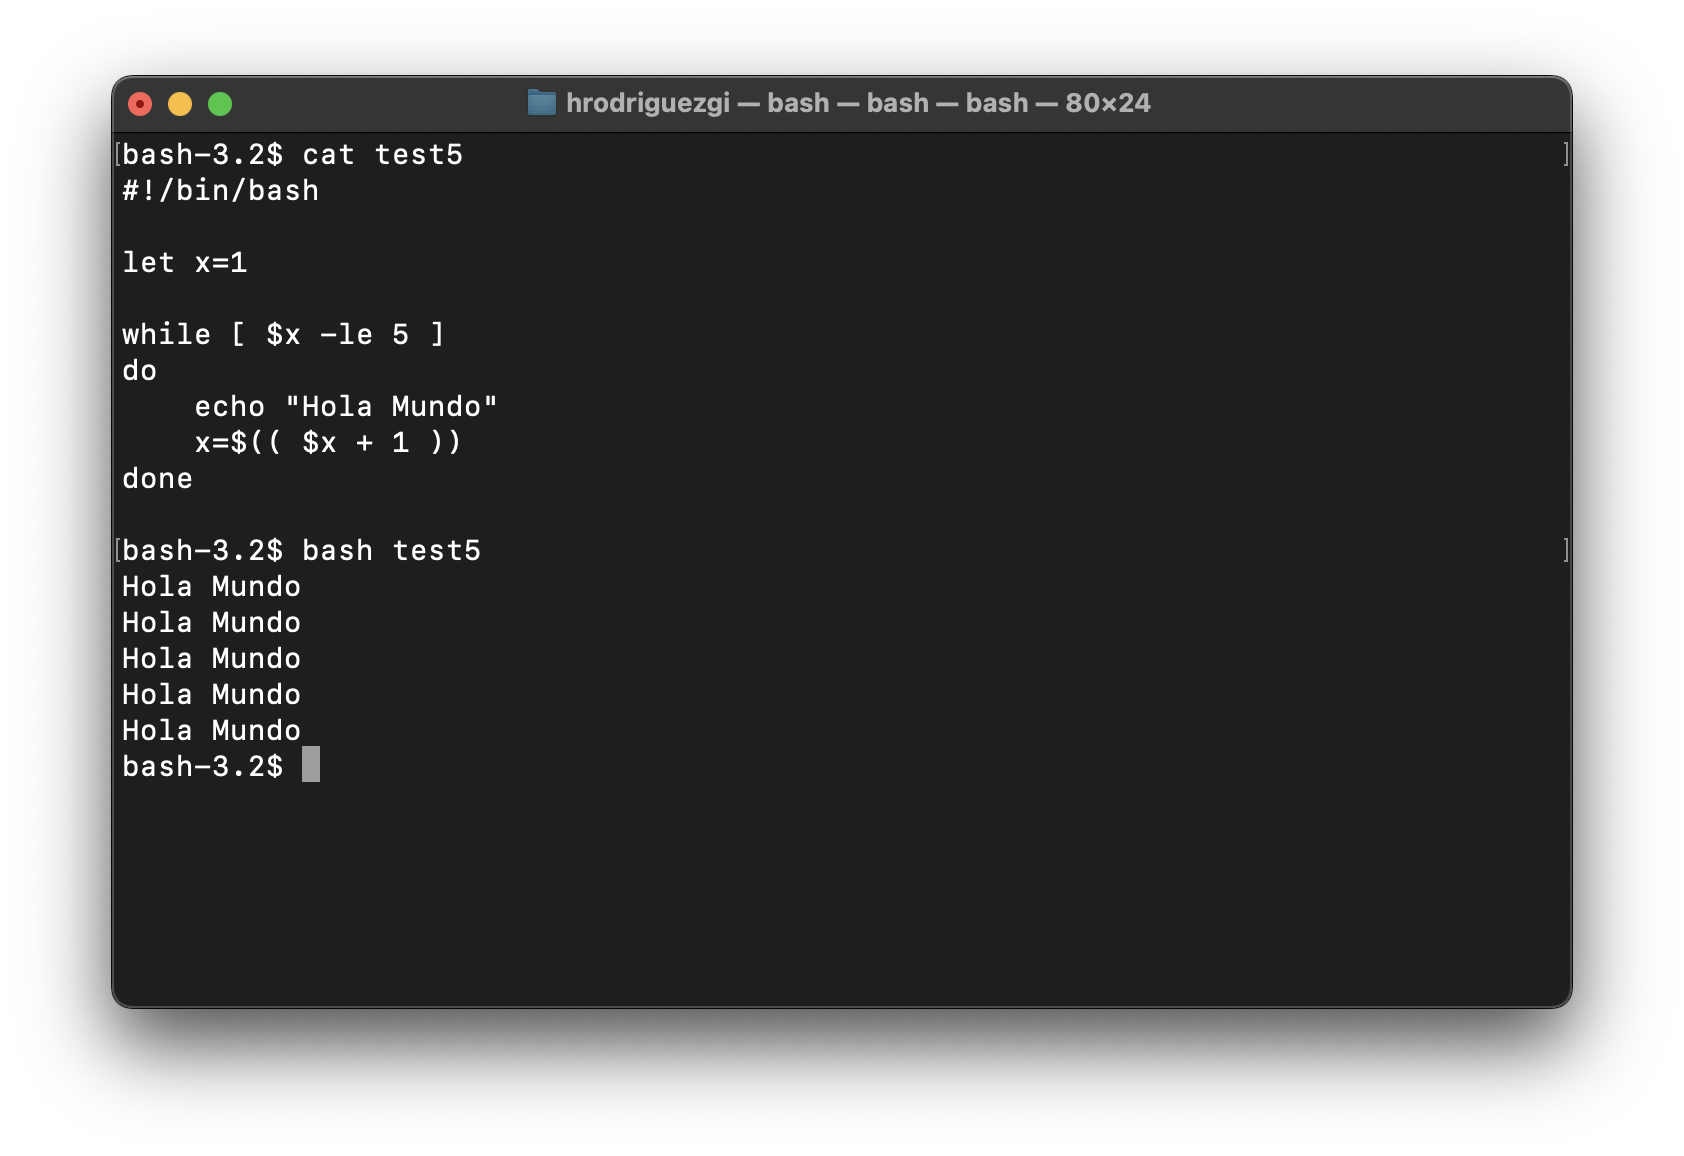 hrodriguezgi — bash — bash — bash — 80×24
bash-3.2$ cat test5
#!/bin/bash
let x=1
while [ $x -le 5 ]
do
    echo "Hola Mundo"
    x=$(( $x + 1 ))
done
bash-3.2$ bash test5
Hola Mundo
Hola Mundo
Hola Mundo
Hola Mundo
Hola Mundo
bash-3.2$